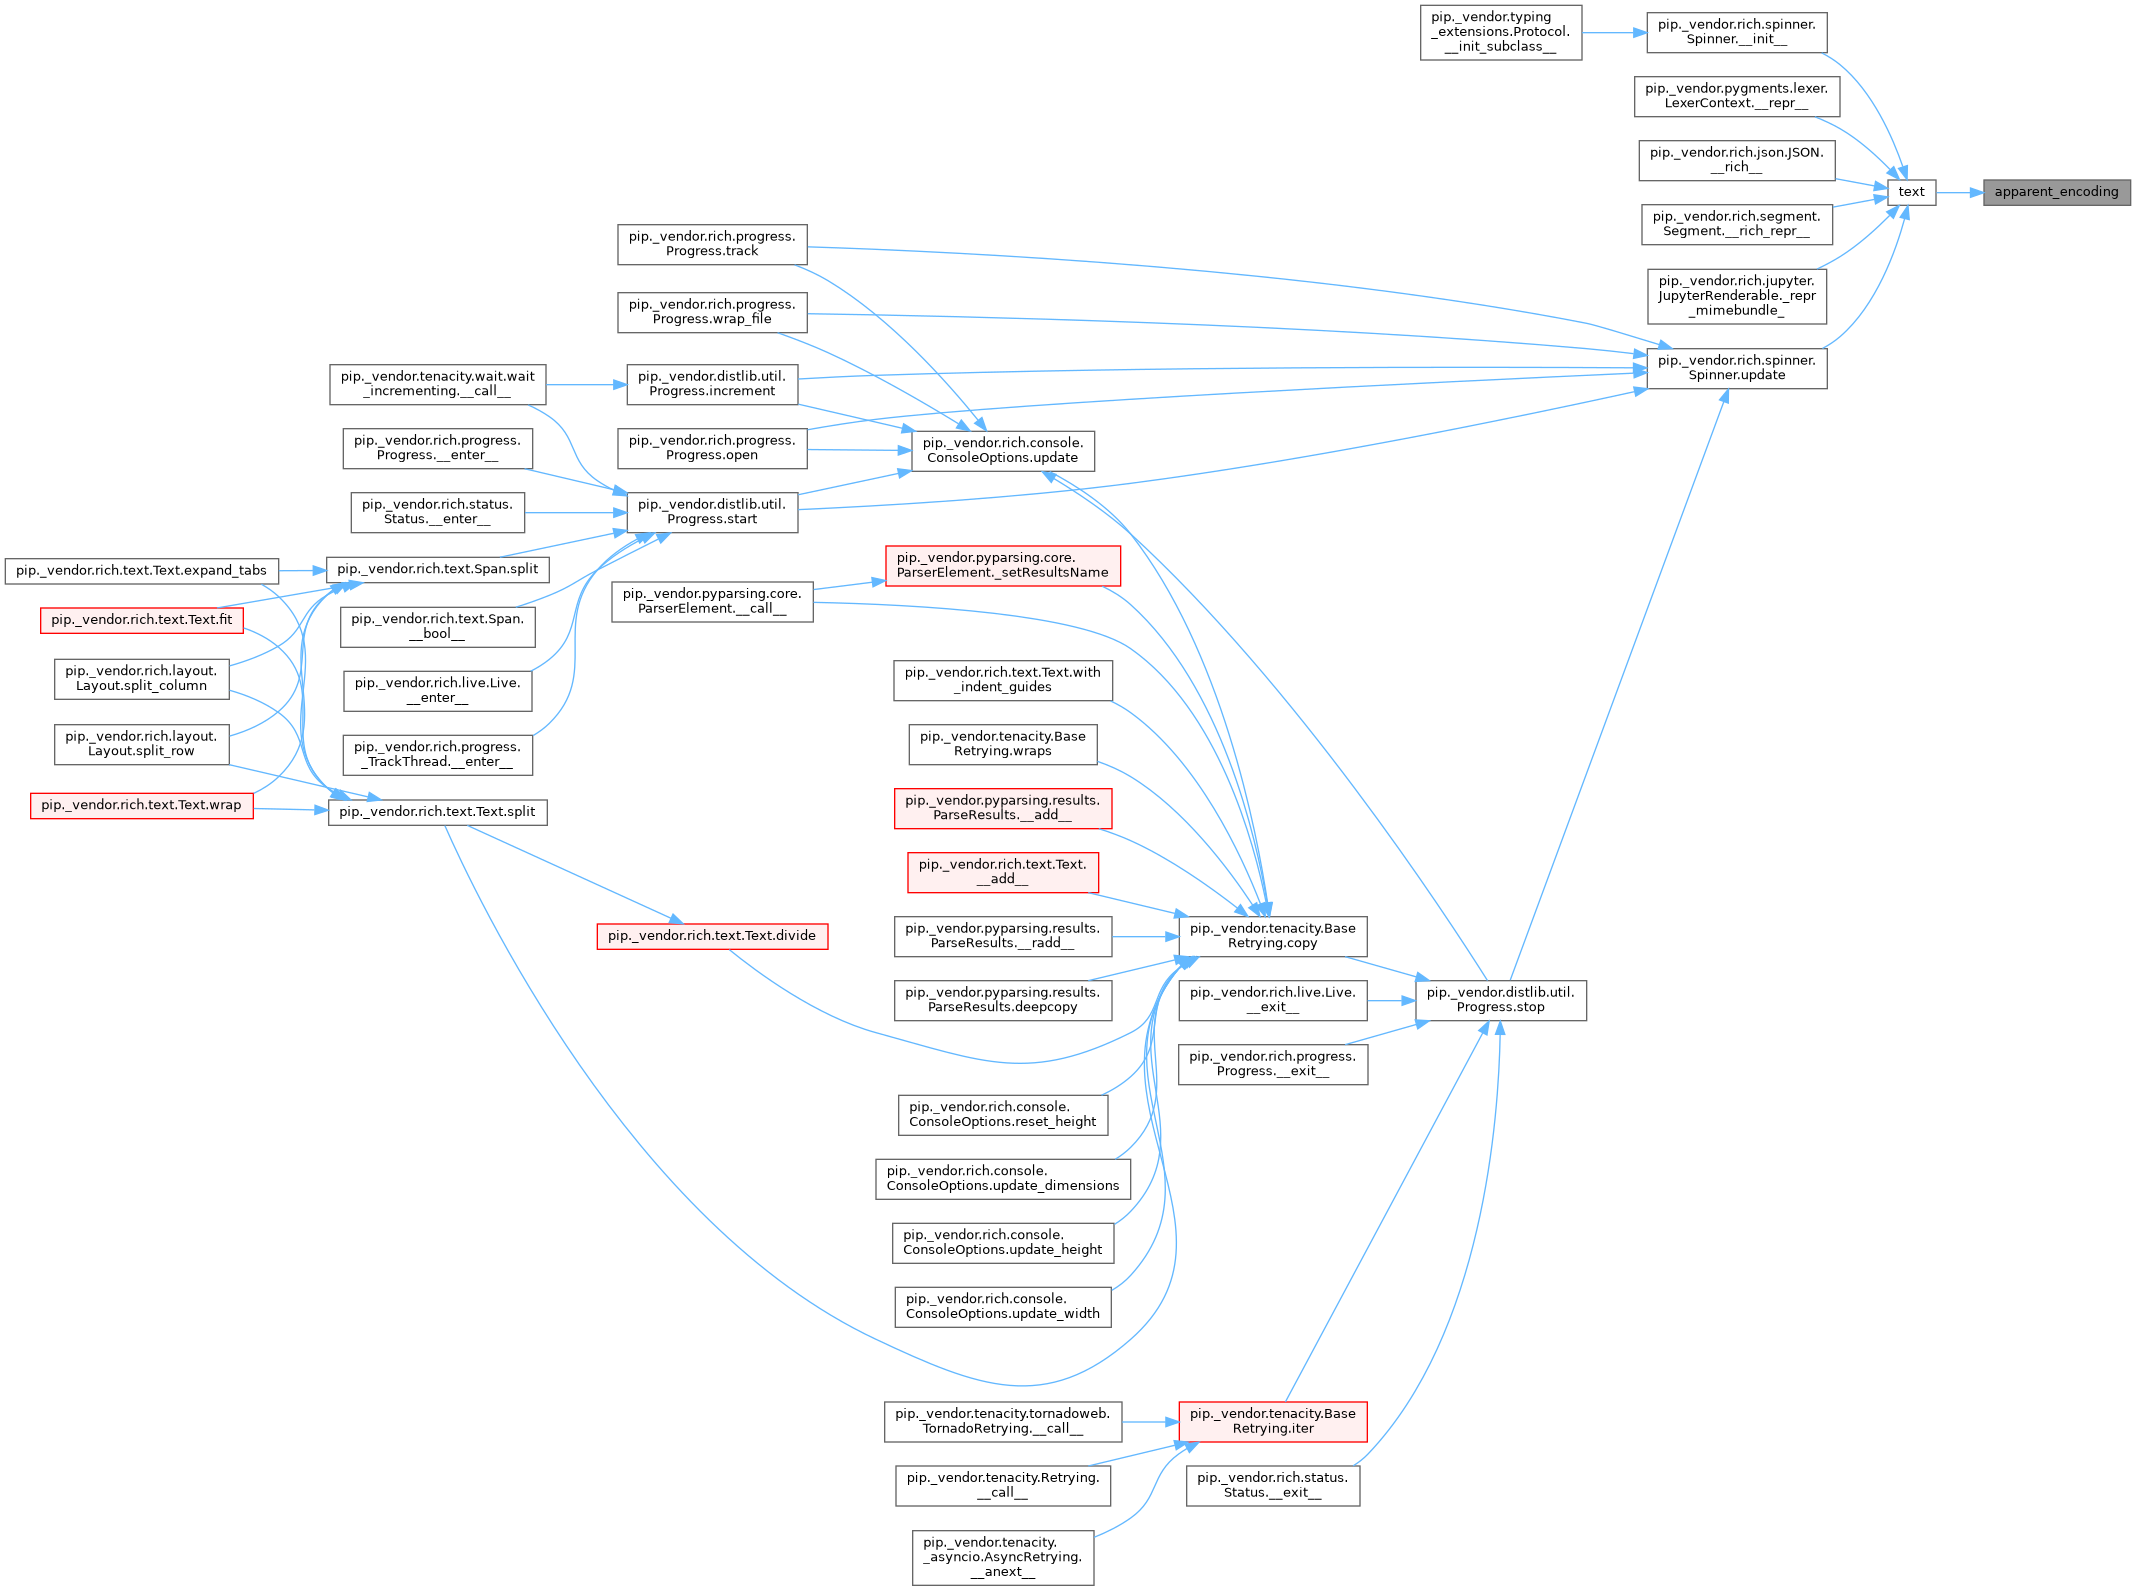 pip._vendor.typing
_extensions.Protocol.
__init_subclass__
pip._vendor.rich.spinner.
Spinner.__init__
pip._vendor.pygments.lexer.
LexerContext.__repr__
pip._vendor.rich.json.JSON.
__rich__
text
apparent_encoding
pip._vendor.rich.segment.
Segment.__rich_repr__
pip._vendor.rich.jupyter.
JupyterRenderable._repr
_mimebundle_
pip._vendor.rich.spinner.
Spinner.update
pip._vendor.rich.progress.
Progress.track
pip._vendor.rich.progress.
Progress.wrap_file
pip._vendor.tenacity.wait.wait
_incrementing.__call__
pip._vendor.distlib.util.
Progress.increment
pip._vendor.rich.progress.
Progress.__enter__
pip._vendor.rich.progress.
Progress.open
pip._vendor.rich.console.
ConsoleOptions.update
pip._vendor.rich.status.
Status.__enter__
pip._vendor.distlib.util.
Progress.start
pip._vendor.rich.text.Text.expand_tabs
pip._vendor.rich.text.Span.split
pip._vendor.pyparsing.core.
ParserElement._setResultsName
pip._vendor.pyparsing.core.
ParserElement.__call__
pip._vendor.rich.text.Text.fit
pip._vendor.rich.text.Span.
__bool__
pip._vendor.rich.layout.
Layout.split_column
pip._vendor.rich.live.Live.
__enter__
pip._vendor.rich.text.Text.with
_indent_guides
pip._vendor.rich.layout.
Layout.split_row
pip._vendor.rich.progress.
_TrackThread.__enter__
pip._vendor.tenacity.Base
Retrying.wraps
pip._vendor.rich.text.Text.wrap
pip._vendor.rich.text.Text.split
pip._vendor.pyparsing.results.
ParseResults.__add__
pip._vendor.rich.text.Text.
__add__
pip._vendor.rich.text.Text.divide
pip._vendor.pyparsing.results.
ParseResults.__radd__
pip._vendor.tenacity.Base
Retrying.copy
pip._vendor.pyparsing.results.
ParseResults.deepcopy
pip._vendor.rich.live.Live.
__exit__
pip._vendor.distlib.util.
Progress.stop
pip._vendor.rich.progress.
Progress.__exit__
pip._vendor.rich.console.
ConsoleOptions.reset_height
pip._vendor.rich.console.
ConsoleOptions.update_dimensions
pip._vendor.rich.console.
ConsoleOptions.update_height
pip._vendor.rich.console.
ConsoleOptions.update_width
pip._vendor.tenacity.tornadoweb.
TornadoRetrying.__call__
pip._vendor.tenacity.Base
Retrying.iter
pip._vendor.tenacity.Retrying.
__call__
pip._vendor.rich.status.
Status.__exit__
pip._vendor.tenacity.
_asyncio.AsyncRetrying.
__anext__